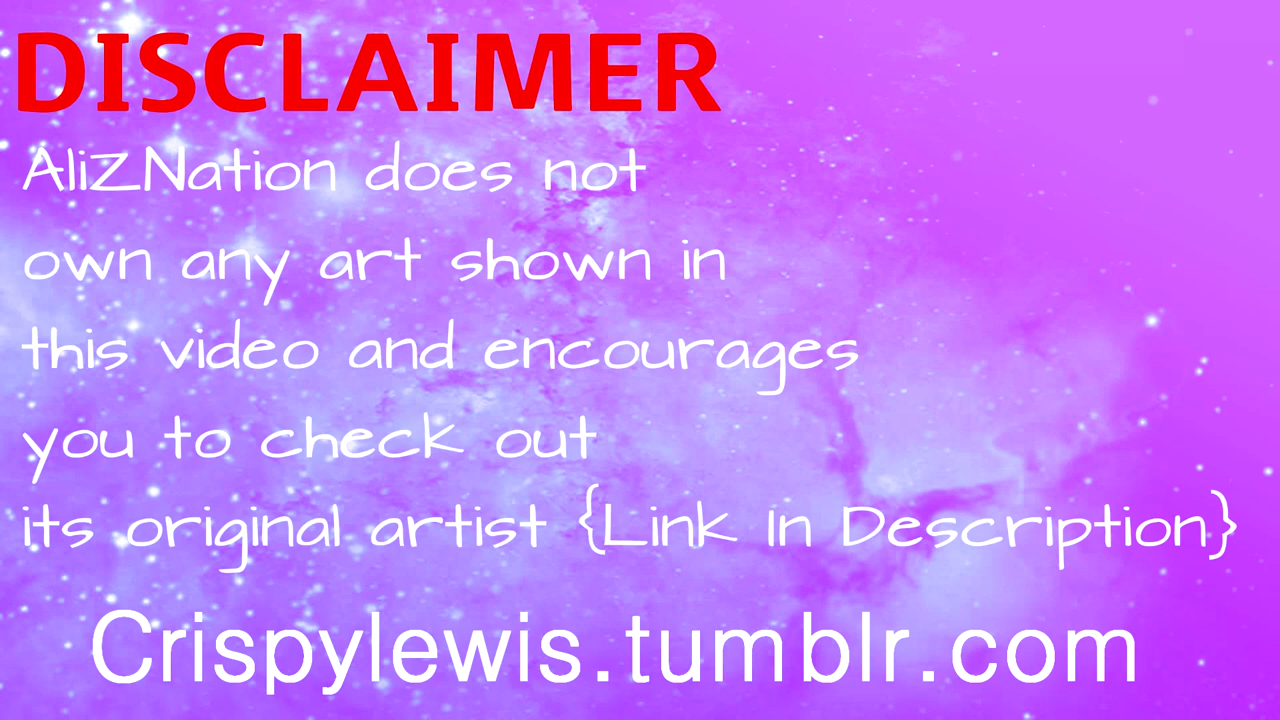 DISCLAIMER
AliZNation does not
own any art shown in
this video and encourages
you to check out
its original artist {Link In Description}
Crispylewis.tumblr.com